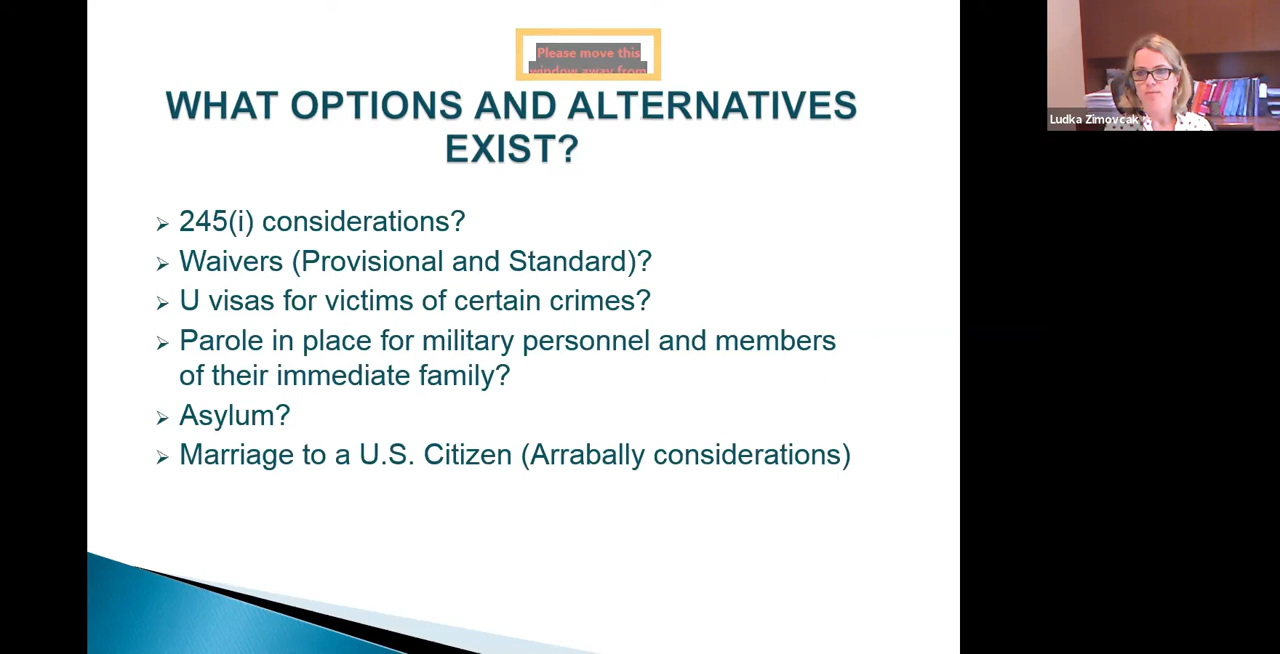 Please move this
window away from
WHAT OPTIONS AND ALTERNATIVES
EXIST?
Ludka Zimovcak
245(i) considerations?
Waivers (Provisional and Standard)?
U visas for victims of certain crimes?
Parole in place for military personnel and members
of their immediate family?
Asylum?
Marriage to a U.S. Citizen (Arrabally considerations)